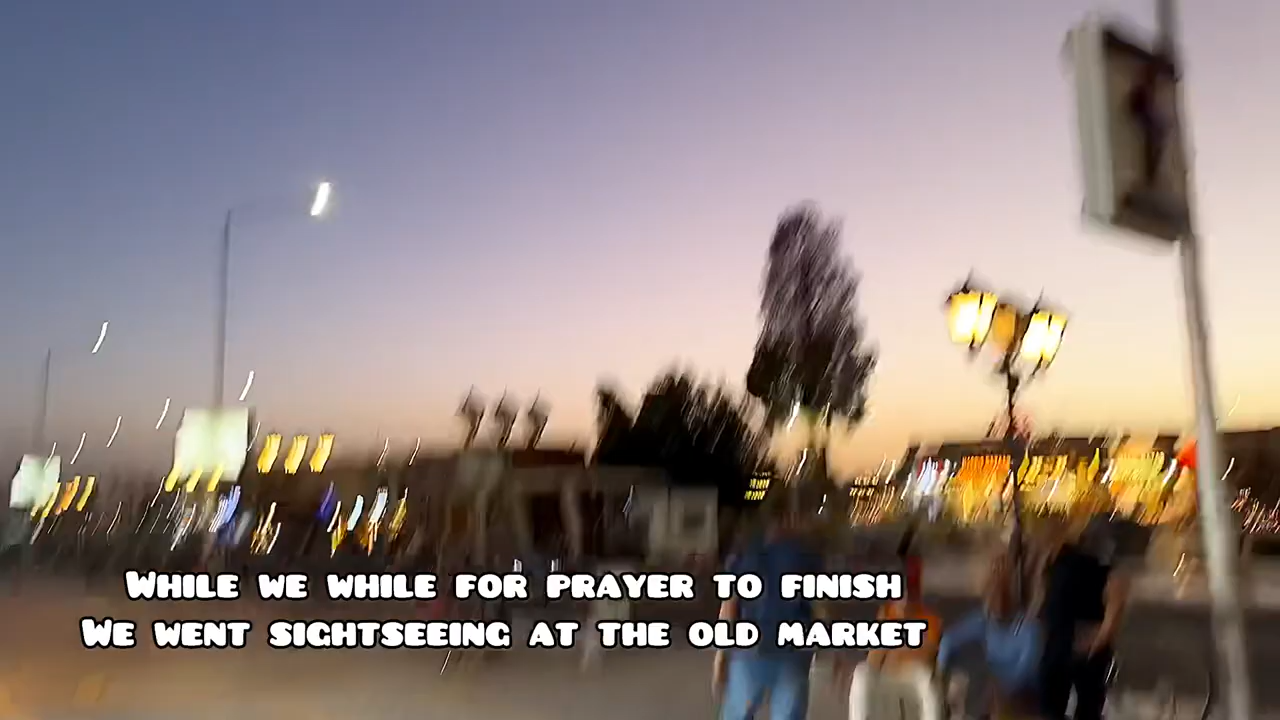 While we while for prayer to finish
We went sightseeing at the old market